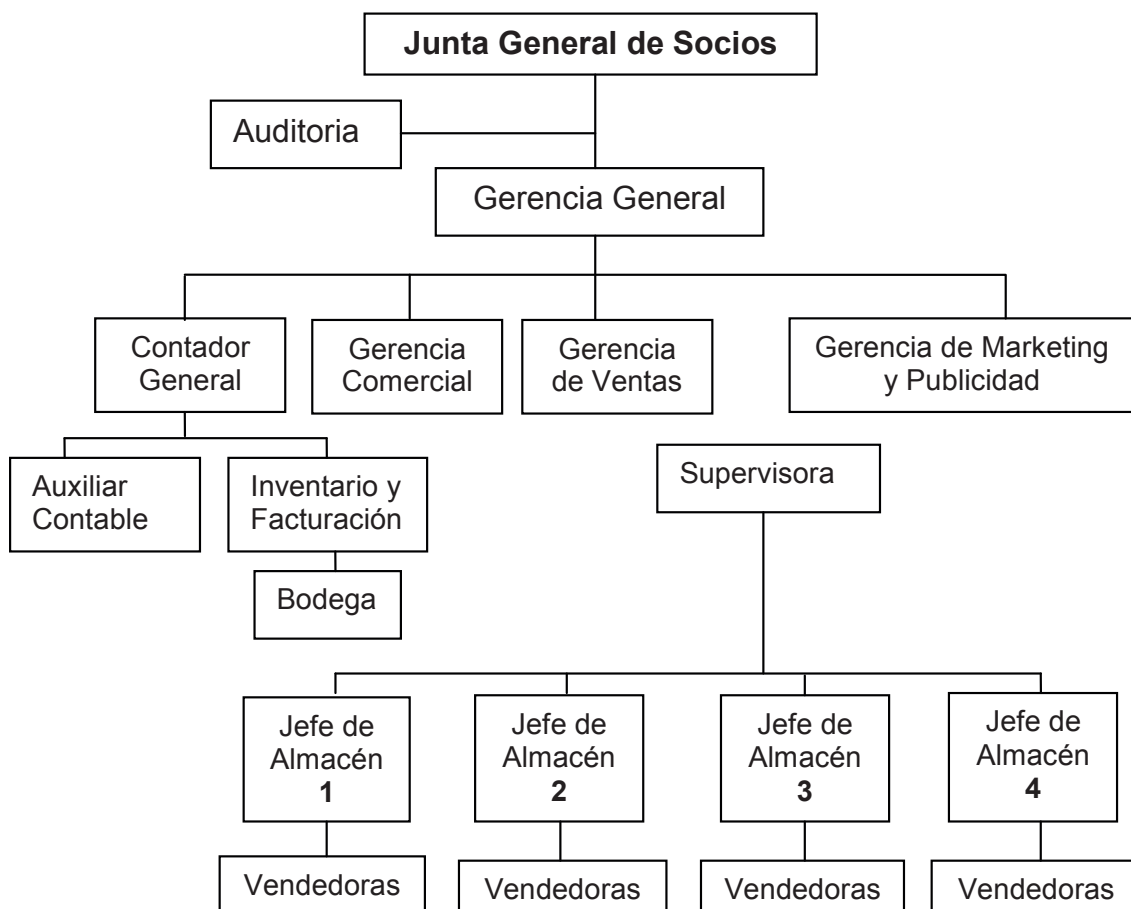 Junta General de Socios
Auditoria
Gerencia General
Contador
General
Gerencia
Comercial
Gerencia
de Ventas
Gerencia de Marketing
y Publicidad
Auxiliar
Contable
Inventario y
Facturación
Supervisora
Bodega
Jefe de
Almacén
1
Jefe de
Almacén
2
Jefe de
Almacén
3
Jefe de
Almacén
4
Vendedoras
Vendedoras
Vendedoras
Vendedoras